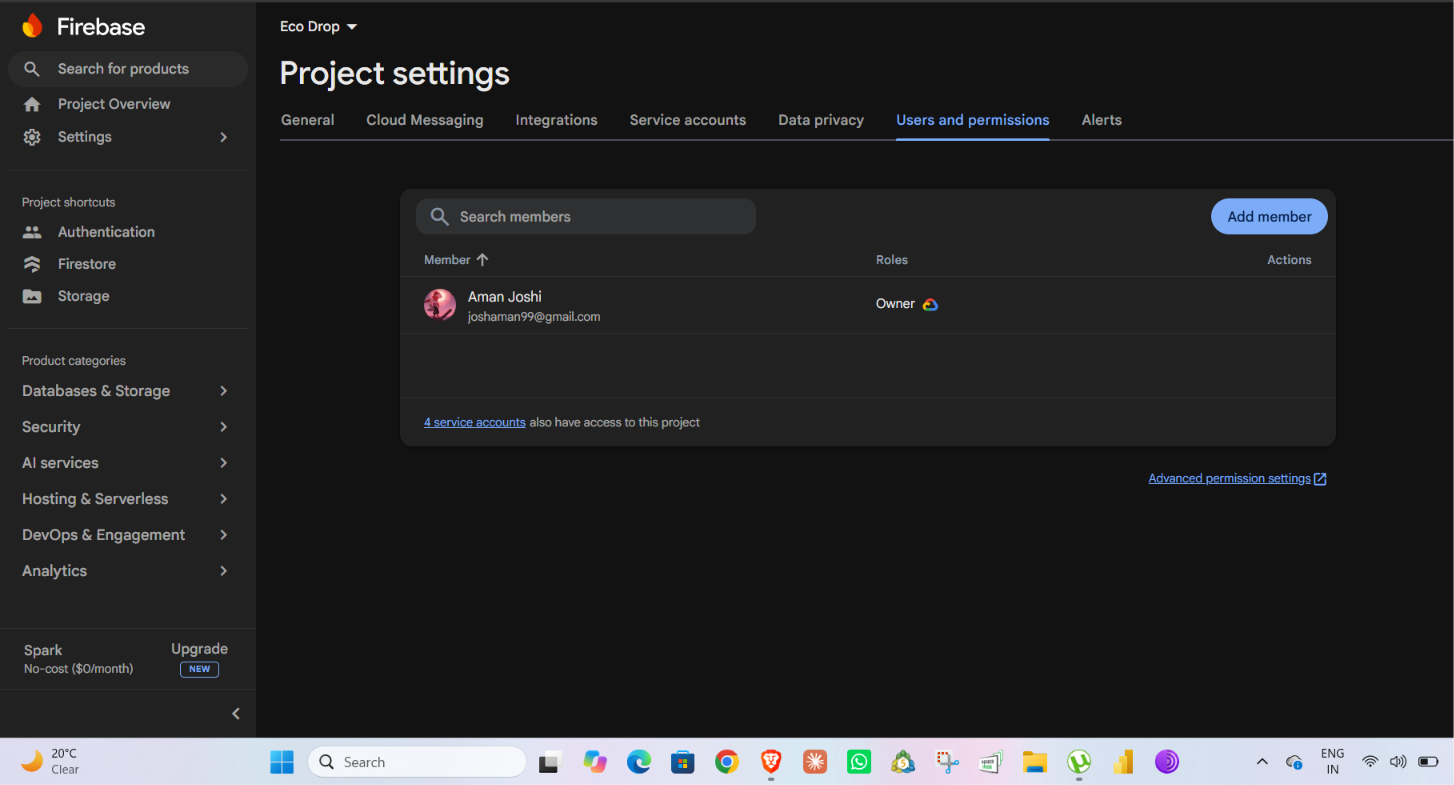 Firebase
Search for products
Project Overview
Settings
Project shortcuts
Authentication
Firestore
Storage
Product categories
Databases & Storage
Security
AI services
Hosting & Serverless
DevOps & Engagement
Analytics
Spark
No-cost ($0/month)
Upgrade
NEW
Eco Drop
Project settings
General Cloud Messaging Integrations Service accounts Data privacy Users and permissions Alerts
Search members
Add member
Member Roles Actions
Aman Joshi
joshaman99@gmail.com
Owner
4 service accounts also have access to this project
Advanced permission settings
20°C
Clear
Search
ENG
IN